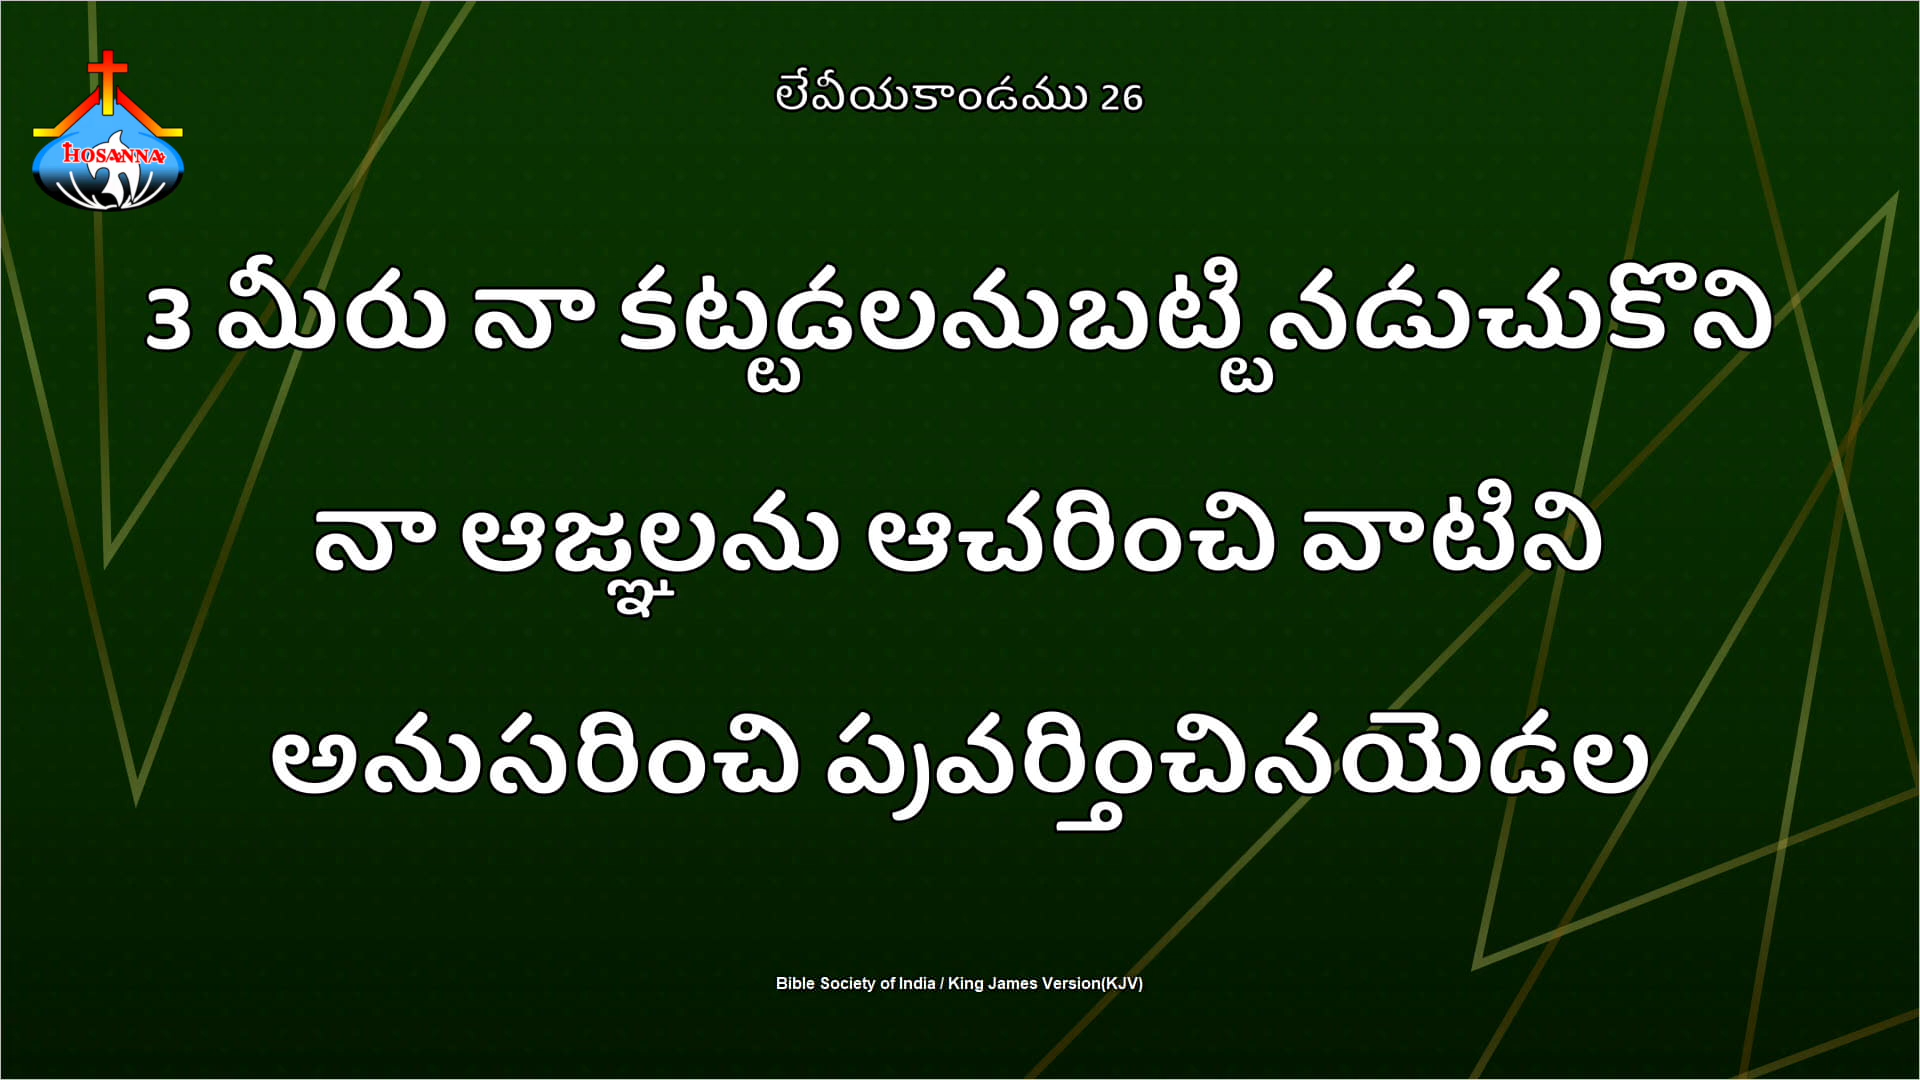 లేవీయకాండము 26
HOSANNA
3 మీరు నా కట్టడలనుబట్టి నడుచుకొని
నా ఆజ్ఞలను ఆచరించి వాటిని
అనుసరించి ప్రవర్తించినయెడల
Bible Society of India / King James Version(KJV)